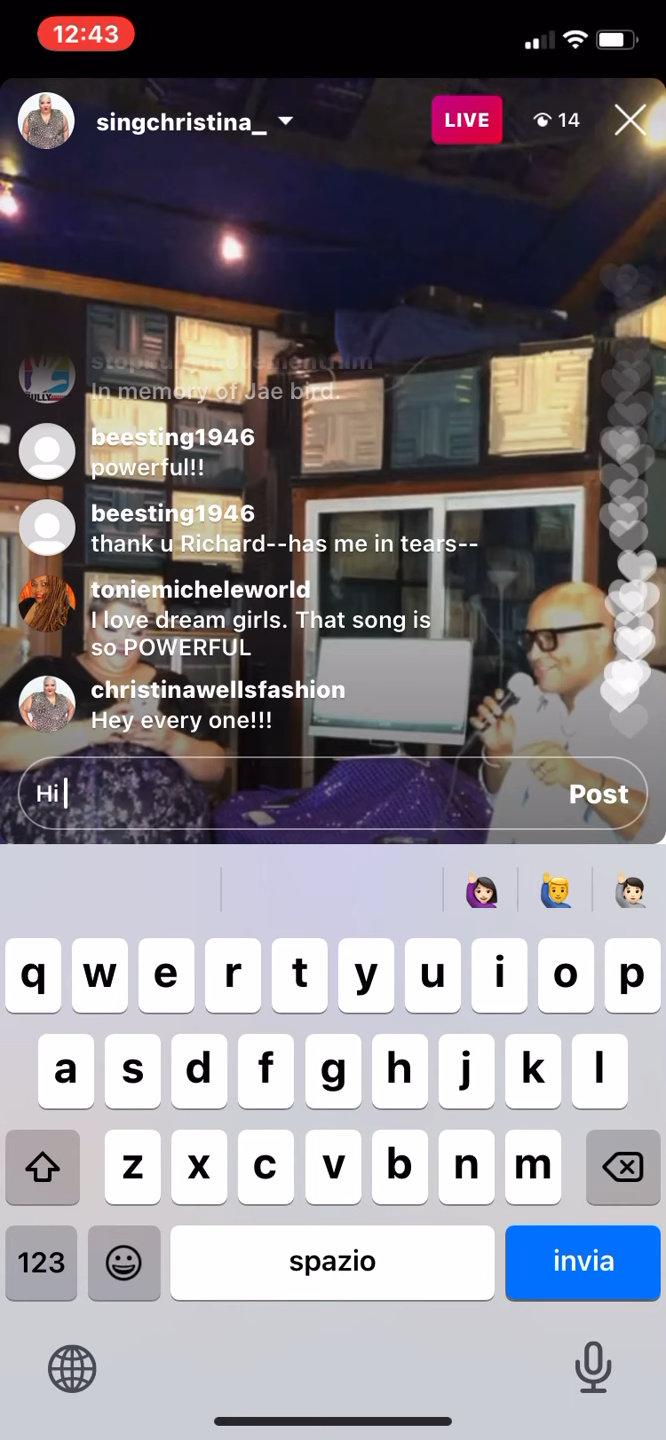 12:43
singchristina_
LIVE
14
In memory of Jae bird.
beesting1946
powerful!!
beesting1946
thank u Richard--has me in tears--
toniemicheleworld
I love dream girls. That song is
so POWERFUL
christinawellsfashion
Hey every one!!!
Hi
Post
q w e r t y u i o p
a s d f g h j k l
z x c v b n m
123
spazio
invia